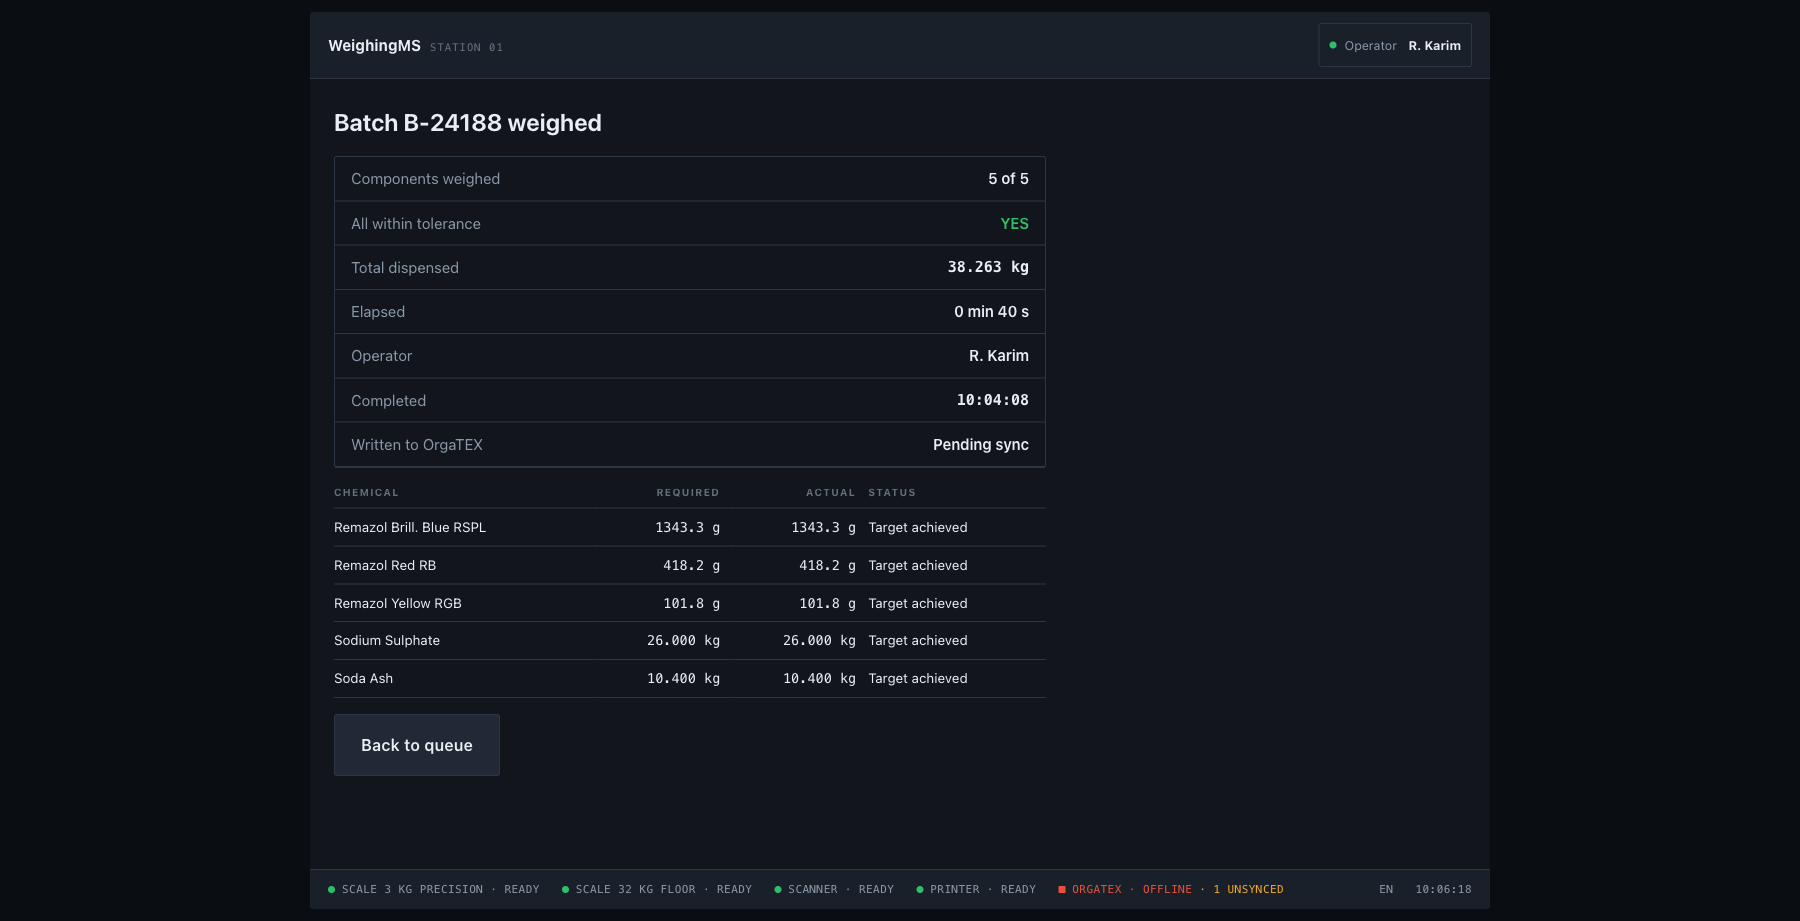 WeighingMS STATION 01
Operator R. Karim
Batch B-24188 weighed
Components weighed 5 of 5
All within tolerance YES
Total dispensed 38.263 kg
Elapsed 0 min 40 s
Operator R. Karim
Completed 10:04:08
Written to OrgaTEX Pending sync
CHEMICAL REQUIRED ACTUAL STATUS
Remazol Brill. Blue RSPL 1343.3 g 1343.3 g Target achieved
Remazol Red RB 418.2 g 418.2 g Target achieved
Remazol Yellow RGB 101.8 g 101.8 g Target achieved
Sodium Sulphate 26.000 kg 26.000 kg Target achieved
Soda Ash 10.400 kg 10.400 kg Target achieved
Back to queue
SCALE 3 KG PRECISION · READY SCALE 32 KG FLOOR · READY SCANNER · READY PRINTER · READY ORGATEX · OFFLINE · 1 UNSYNCED EN 10:06:18